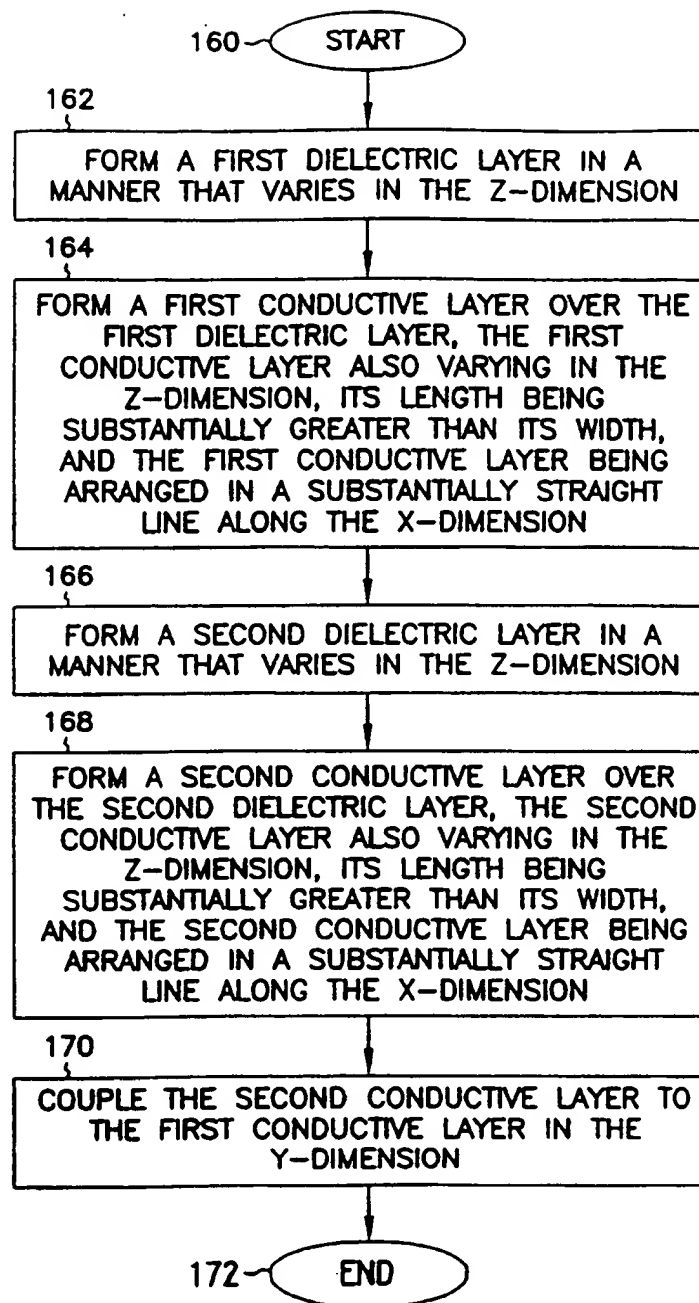 160 START
162
FORM A FIRST DIELECTRIC LAYER IN A
MANNER THAT VARIES IN THE Z-DIMENSION
164
FORM A FIRST CONDUCTIVE LAYER OVER THE
FIRST DIELECTRIC LAYER, THE FIRST
CONDUCTIVE LAYER ALSO VARYING IN THE
Z-DIMENSION, ITS LENGTH BEING
SUBSTANTIALLY GREATER THAN ITS WIDTH,
AND THE FIRST CONDUCTIVE LAYER BEING
ARRANGED IN A SUBSTANTIALLY STRAIGHT
LINE ALONG THE X-DIMENSION
166
FORM A SECOND DIELECTRIC LAYER IN A
MANNER THAT VARIES IN THE Z-DIMENSION
168
FORM A SECOND CONDUCTIVE LAYER OVER
THE SECOND DIELECTRIC LAYER, THE SECOND
CONDUCTIVE LAYER ALSO VARYING IN THE
Z-DIMENSION, ITS LENGTH BEING
SUBSTANTIALLY GREATER THAN ITS WIDTH,
AND THE SECOND CONDUCTIVE LAYER BEING
ARRANGED IN A SUBSTANTIALLY STRAIGHT
LINE ALONG THE X-DIMENSION
170
COUPLE THE SECOND CONDUCTIVE LAYER TO
THE FIRST CONDUCTIVE LAYER IN THE
Y-DIMENSION
172 END